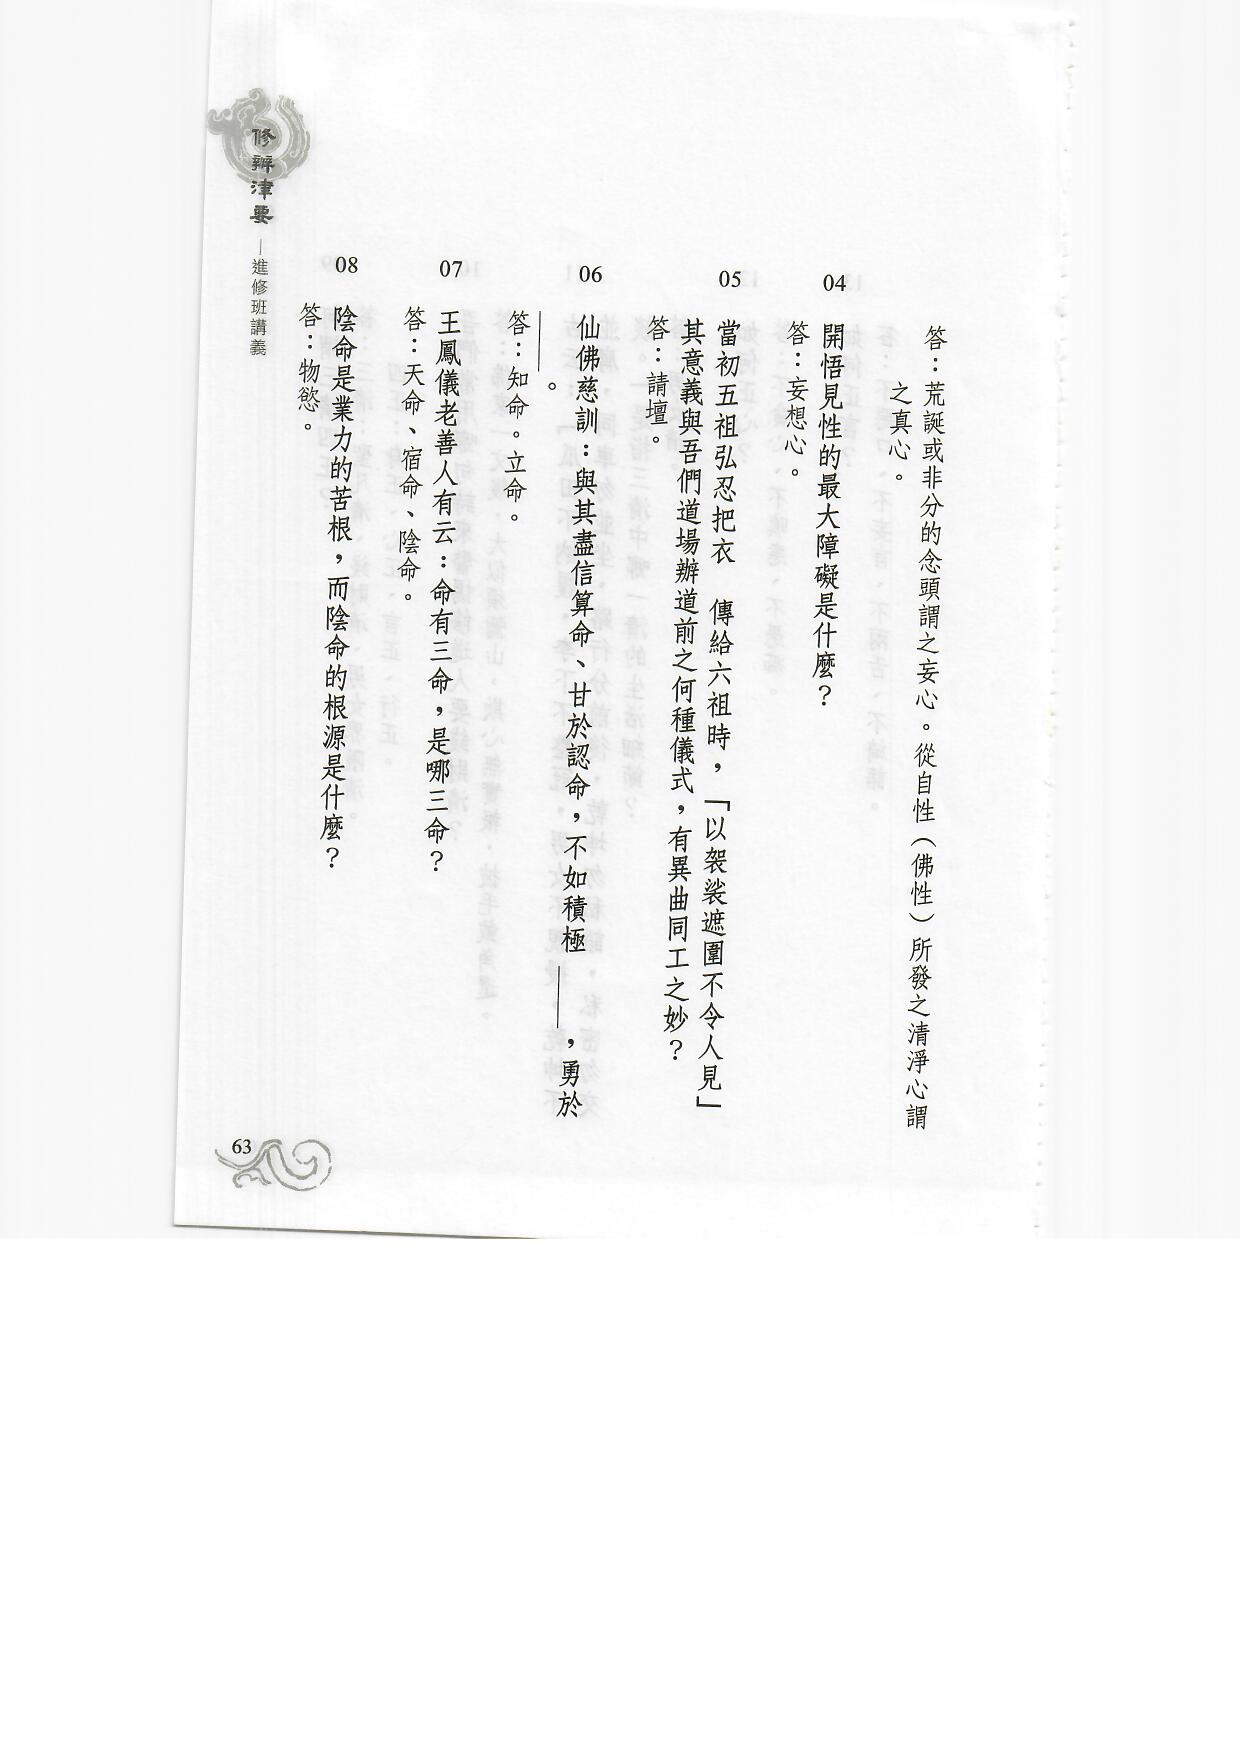 修辦津要
—進修班講義
答：荒誕或非分的念頭謂之妄心。從自性（佛性）所發之清淨心謂
之真心。
04
開悟見性的最大障礙是什麼？
答：妄想心。
05
當初五祖弘忍把衣 傳給六祖時，「以袈裟遮圍不令人見」
其意義與吾們道場辦道前之何種儀式，有異曲同工之妙？
答：請壇。
06
仙佛慈訓：與其盡信算命、甘於認命，不如積極＿＿，勇於
＿＿。
答：知命。立命。
07
王鳳儀老善人有云：命有三命，是哪三命？
答：天命、宿命、陰命。
08
陰命是業力的苦根，而陰命的根源是什麼？
答：物慾。
63